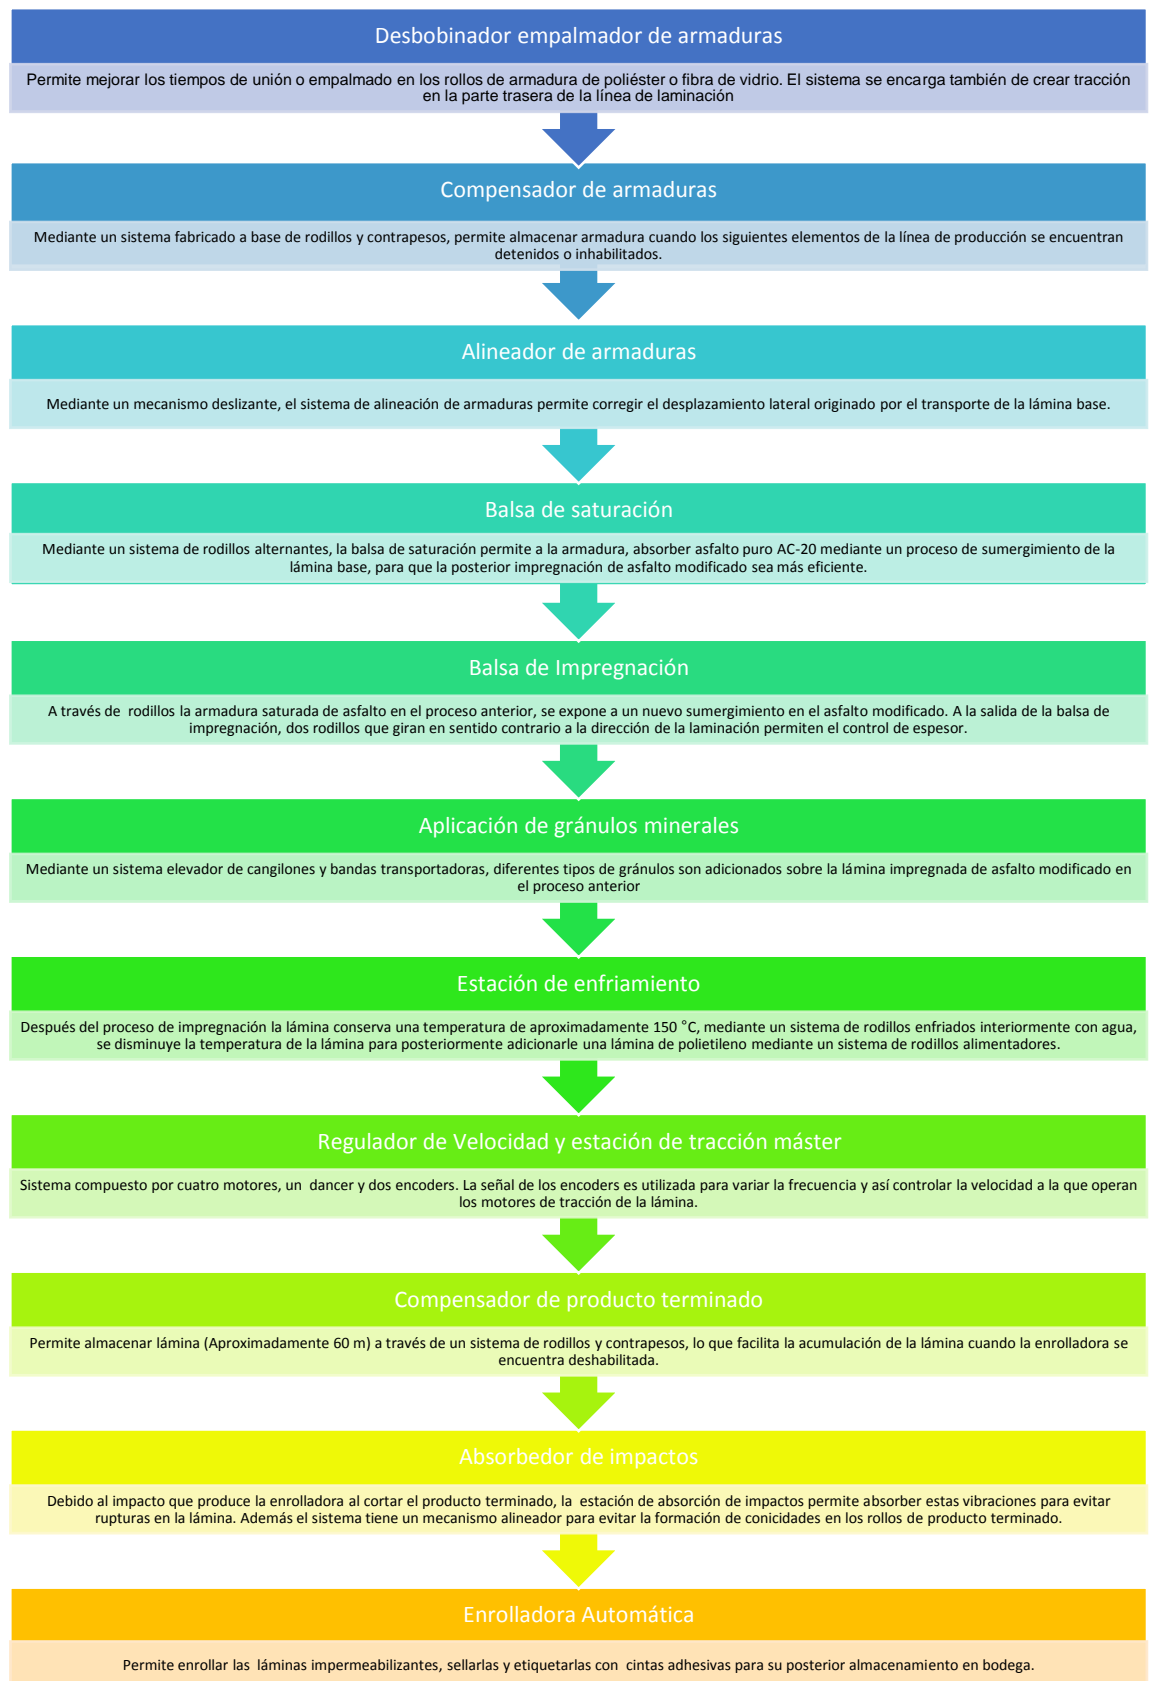 Desbobinador empalmador de armaduras
Permite mejorar los tiempos de unión o empalmado en los rollos de armadura de poliéster o fibra de vidrio. El sistema se encarga también de crear tracción
en la parte trasera de la línea de laminación
Compensador de armaduras
Mediante un sistema fabricado a base de rodillos y contrapesos, permite almacenar armadura cuando los siguientes elementos de la línea de producción se encuentran
detenidos o inhabilitados.
Alineador de armaduras
Mediante un mecanismo deslizante, el sistema de alineación de armaduras permite corregir el desplazamiento lateral originado por el transporte de la lámina base.
Balsa de saturación
Mediante un sistema de rodillos alternantes, la balsa de saturación permite a la armadura, absorber asfalto puro AC-20 mediante un proceso de sumergimiento de la
lámina base, para que la posterior impregnación de asfalto modificado sea más eficiente.
Balsa de Impregnación
A través de rodillos la armadura saturada de asfalto en el proceso anterior, se expone a un nuevo sumergimiento en el asfalto modificado. A la salida de la balsa de
impregnación, dos rodillos que giran en sentido contrario a la dirección de la laminación permiten el control de espesor.
Aplicación de gránulos minerales
Mediante un sistema elevador de cangilones y bandas transportadoras, diferentes tipos de gránulos son adicionados sobre la lámina impregnada de asfalto modificado en
el proceso anterior
Estación de enfriamiento
Después del proceso de impregnación la lámina conserva una temperatura de aproximadamente 150 °C, mediante un sistema de rodillos enfriados interiormente con agua,
se disminuye la temperatura de la lámina para posteriormente adicionarle una lámina de polietileno mediante un sistema de rodillos alimentadores.
Regulador de Velocidad y estación de tracción máster
Sistema compuesto por cuatro motores, un dancer y dos encoders. La señal de los encoders es utilizada para variar la frecuencia y así controlar la velocidad a la que operan
los motores de tracción de la lámina.
Compensador de producto terminado
Permite almacenar lámina (Aproximadamente 60 m) a través de un sistema de rodillos y contrapesos, lo que facilita la acumulación de la lámina cuando la enrolladora se
encuentra deshabilitada.
Absorbedor de impactos
Debido al impacto que produce la enrolladora al cortar el producto terminado, la estación de absorción de impactos permite absorber estas vibraciones para evitar
rupturas en la lámina. Además el sistema tiene un mecanismo alineador para evitar la formación de conicidades en los rollos de producto terminado.
Enrolladora Automática
Permite enrollar las láminas impermeabilizantes, sellarlas y etiquetarlas con cintas adhesivas para su posterior almacenamiento en bodega.